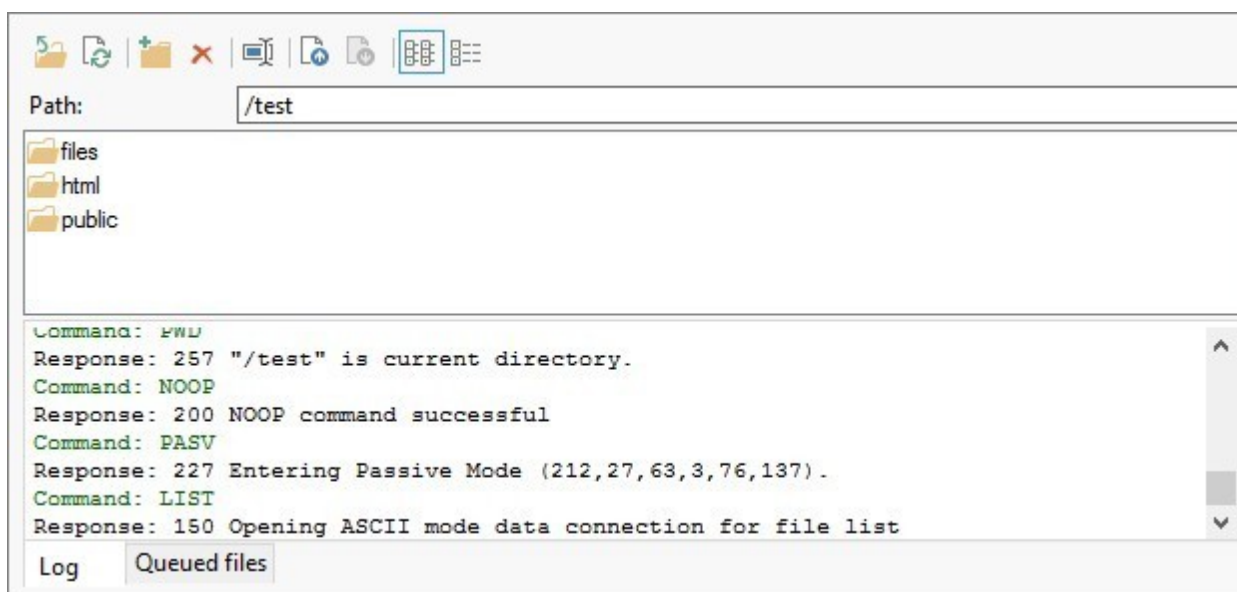 Path: /test
files
html
public
Command: PWD
Response: 257 "/test" is current directory.
Command: NOOP
Response: 200 NOOP command successful
Command: PASV
Response: 227 Entering Passive Mode (212,27,63,3,76,137).
Command: LIST
Response: 150 Opening ASCII mode data connection for file list
Log Queued files